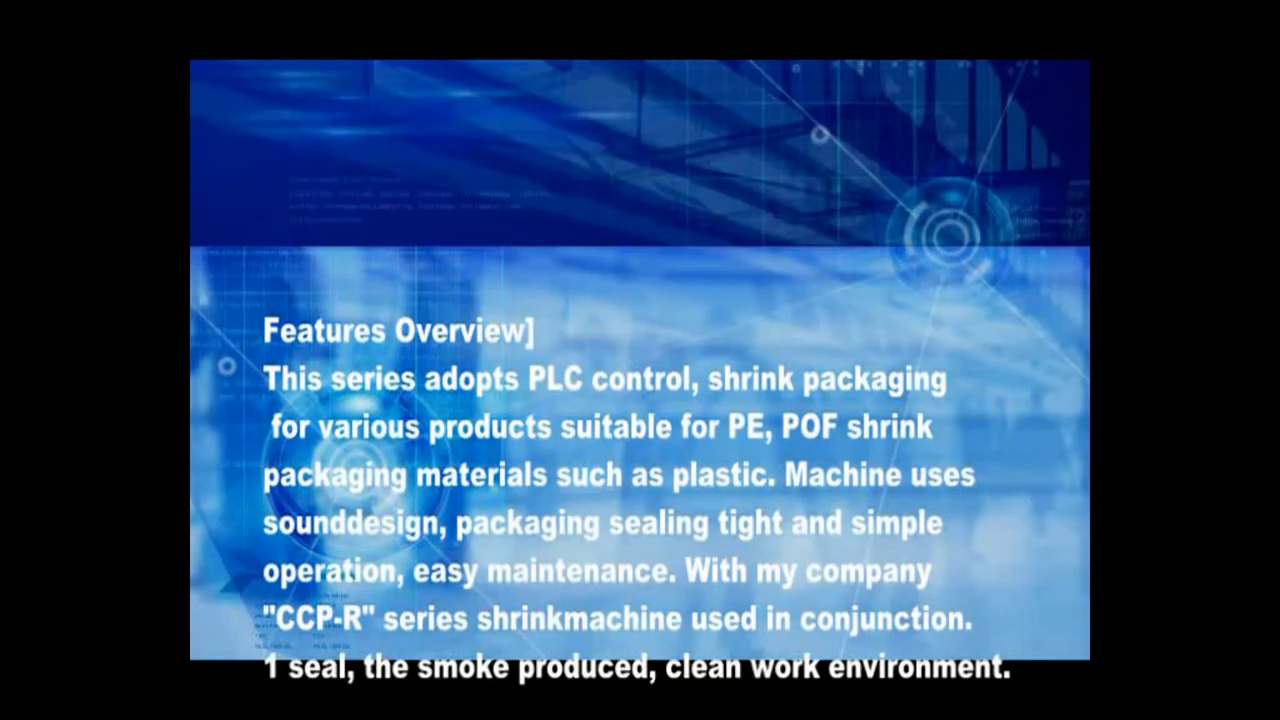 Features Overview]
This series adopts PLC control, shrink packaging
for various products suitable for PE, POF shrink
packaging materials such as plastic. Machine uses
sounddesign, packaging sealing tight and simple
operation, easy maintenance. With my company
"CCP-R" series shrinkmachine used in conjunction.
1 seal, the smoke produced, clean work environment.